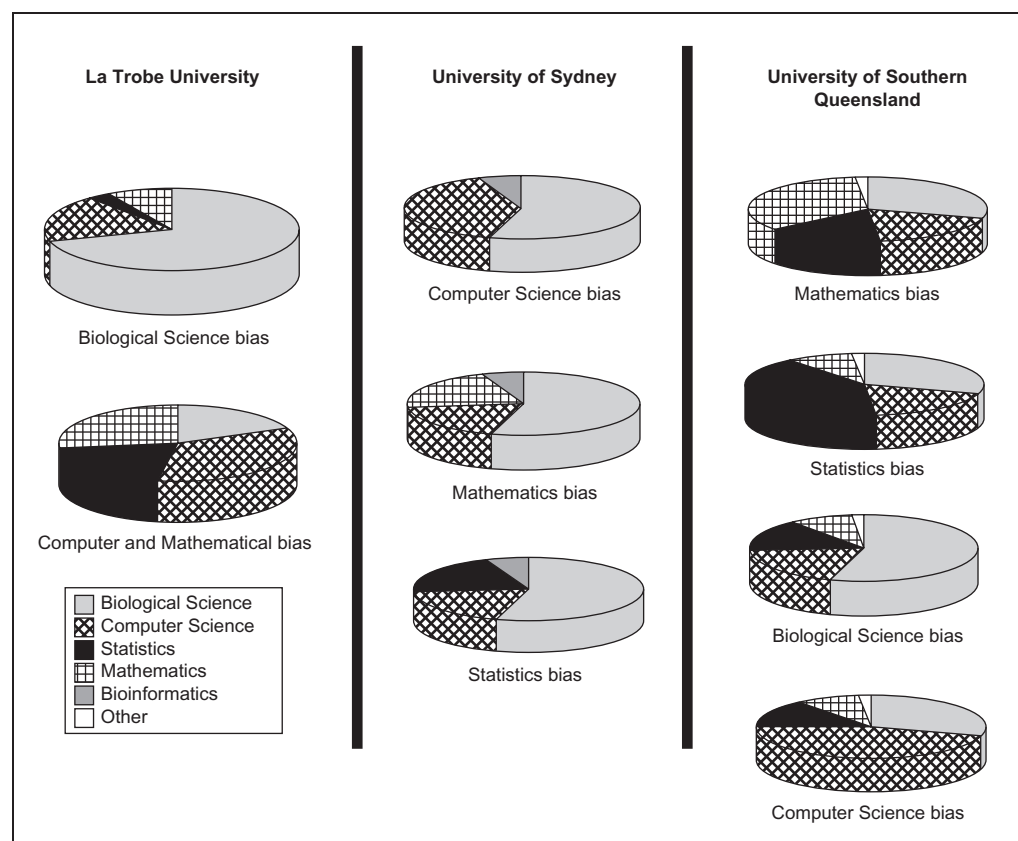 La Trobe University
Biological Science bias
Computer and Mathematical bias
Biological Science
Computer Science
Statistics
Mathematics
Bioinformatics
Other
University of Sydney
Computer Science bias
Mathematics bias
Statistics bias
University of Southern
Queensland
Mathematics bias
Statistics bias
Biological Science bias
Computer Science bias